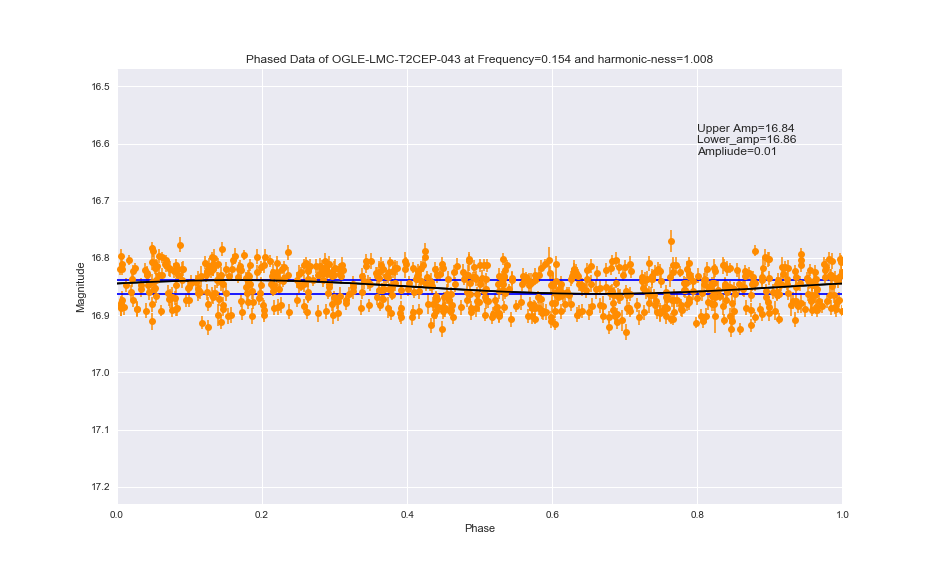 Phased Data of OGLE-LMC-T2CEP-043 at Frequency=0.154 and harmonic-ness=1.008
16.5
16.6
16.7
16.8
16.9
17.0
17.1
17.2
Magnitude
Upper Amp=16.84
Lower_amp=16.86
Ampliude=0.01
0.0
0.2
0.4
0.6
0.8
1.0
Phase